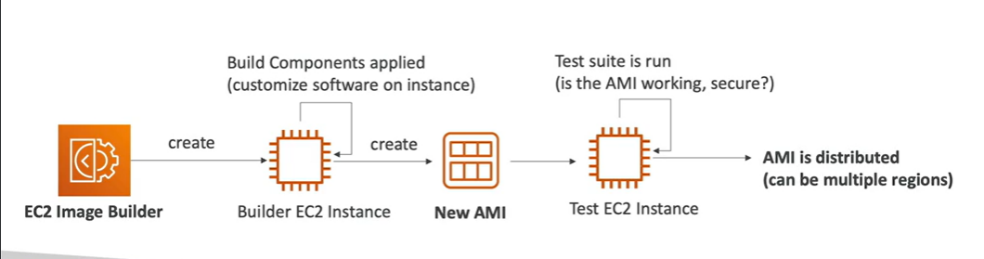 Build Components applied
(customize software on instance)
Test suite is run
(is the AMI working, secure?)
create
create
AMI is distributed
(can be multiple regions)
EC2 Image Builder
Builder EC2 Instance
New AMI
Test EC2 Instance